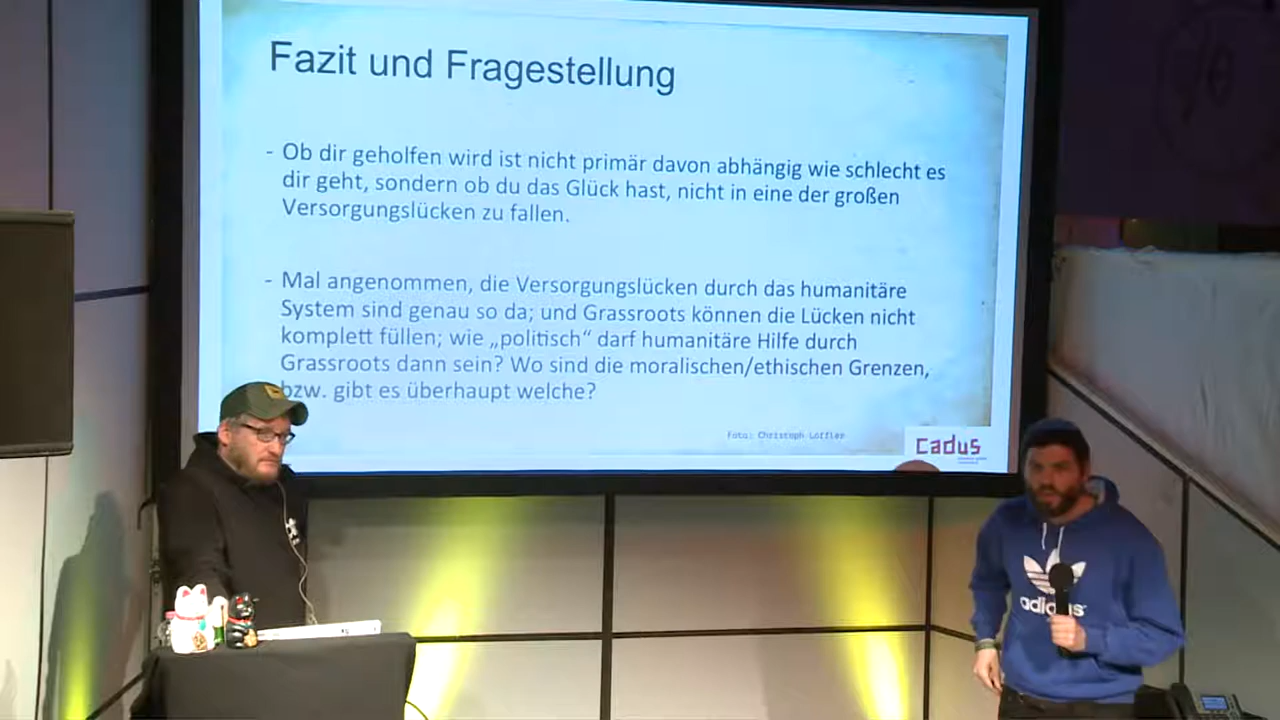 Fazit und Fragestellung
- Ob dir geholfen wird ist nicht primär davon abhängig wie schlecht es
dir geht, sondern ob du das Glück hast, nicht in eine der großen
Versorgungslücken zu fallen.
- Mal angenommen, die Versorgungslücken durch das humanitäre
System sind genau so da; und Grassroots können die Lücken nicht
komplett füllen; wie „politisch“ darf humanitäre Hilfe durch
Grassroots dann sein? Wo sind die moralischen/ethischen Grenzen,
bzw. gibt es überhaupt welche?
Foto: Christoph Löffler
cadus
adidas